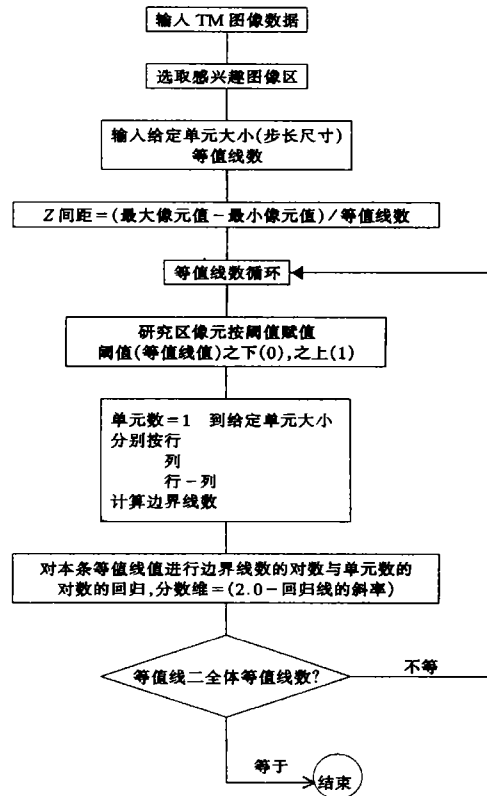 输入 TM 图像数据
选取感兴趣图像区
输入给定单元大小(步长尺寸)
等值线数
Z 间距=(最大像元值-最小像元值)/等值线数
等值线数循环
研究区像元按阈值赋值
阈值(等值线值)之下(0),之上(1)
单元数=1 到给定单元大小
分别按行
列
行-列
计算边界线数
对本条等值线值进行边界线数的对数与单元数的
对数的回归,分数维=(2.0-回归线的斜率)
等值线二全体等值线数?
不等
等于
结束